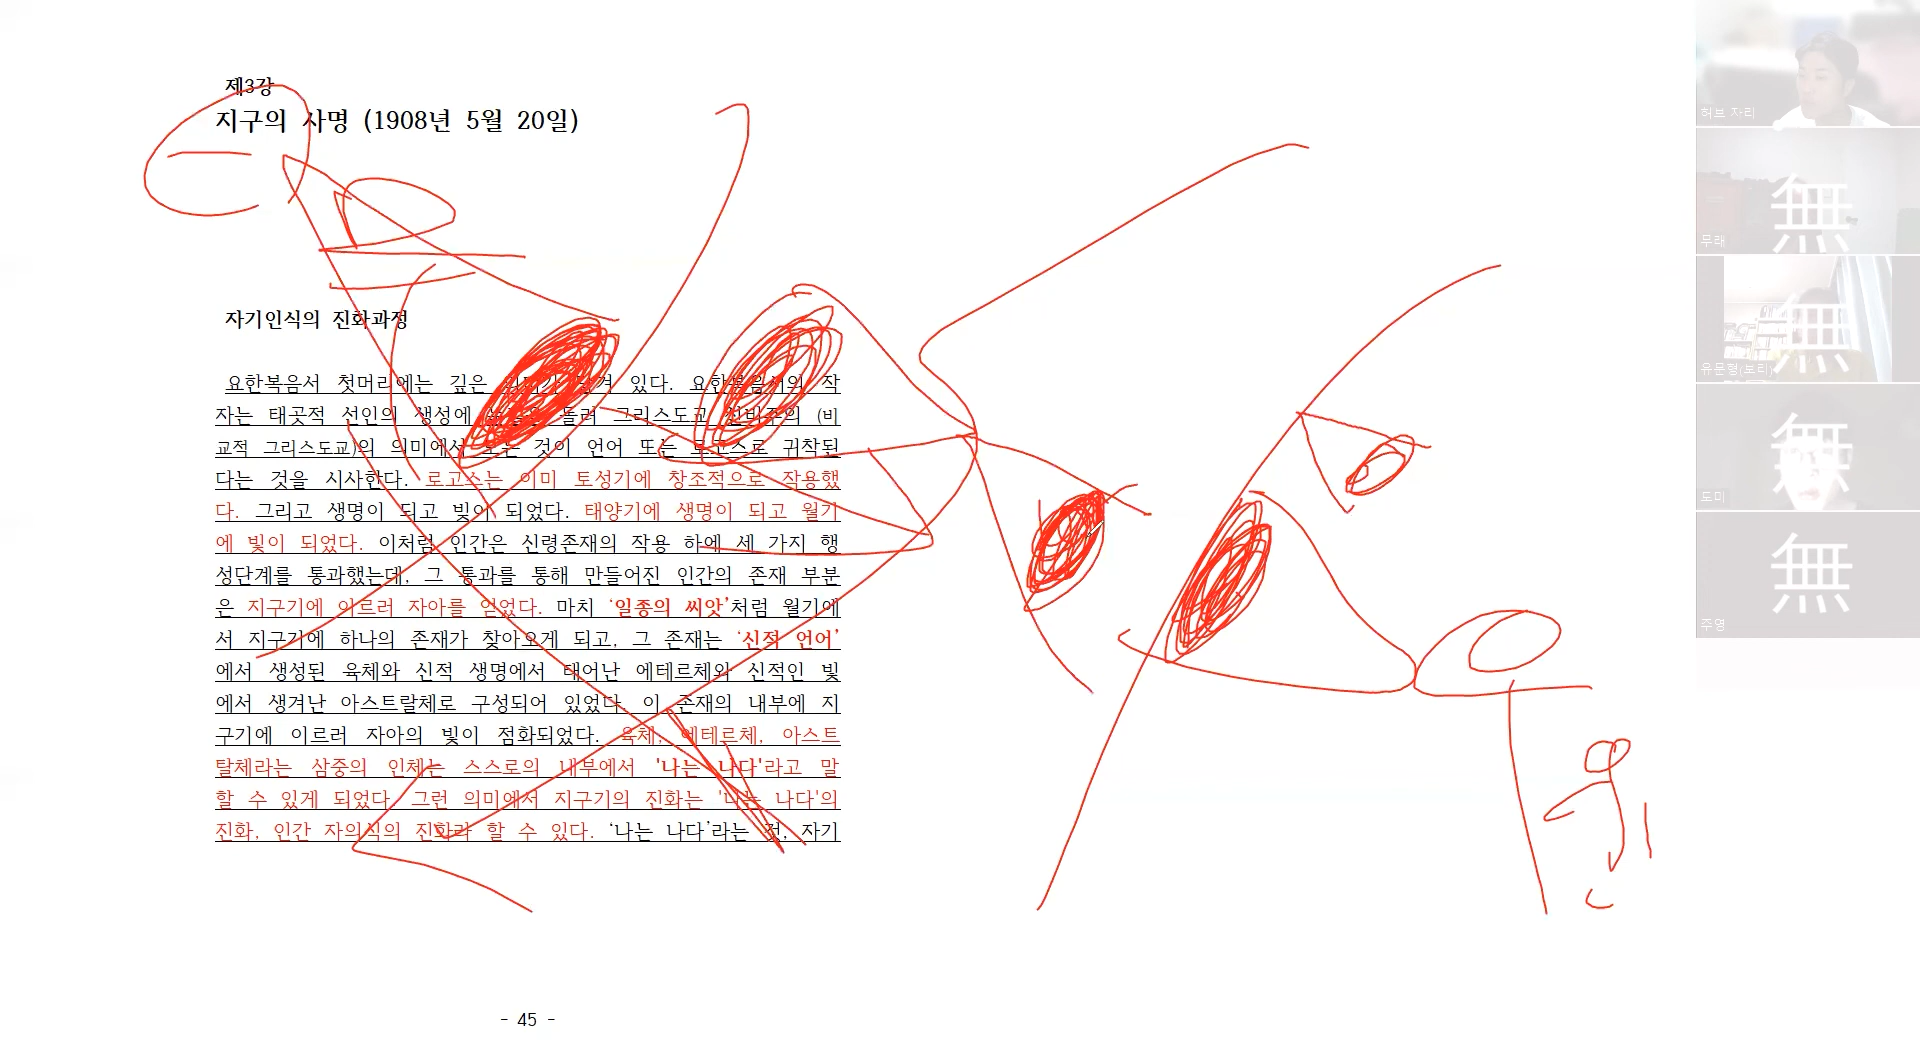 제3강
지구의 사명 (1908년 5월 20일)
자기인식의 진화과정
요한복음서 첫머리에는 깊은 있다. 요한복음서의 작
자는 태곳적 선인의 생성에 돌려 그리스도교 신비주의 (비
교적 그리스도교)의 의미에서 모든 것이 언어 또는 로고스로 귀착된
다는 것을 시사한다. 로고스는 이미 토성기에 창조적으로 작용했
다. 그리고 생명이 되고 빛이 되었다. 태양기에 생명이 되고 월기
에 빛이 되었다. 이처럼 인간은 신령존재의 작용 하에 세 가지 행
성단계를 통과했는데, 그 통과를 통해 만들어진 인간의 존재 부분
은 지구기에 이르러 자아를 얻었다. 마치 ‘일종의 씨앗’처럼 월기에
서 지구기에 하나의 존재가 찾아오게 되고, 그 존재는 ‘신적 언어’
에서 생성된 육체와 신적 생명에서 태어난 에테르체와 신적인 빛
에서 생겨난 아스트랄체로 구성되어 있었다. 이 존재의 내부에 지
구기에 이르러 자아의 빛이 점화되었다. 육체, 에테르체, 아스트
랄체라는 삼중의 인체는 스스로의 내부에서 '나는 나다'라고 말
할 수 있게 되었다. 그런 의미에서 지구기의 진화는 '나는 나다'의
진화, 인간 자의식의 진화라 할 수 있다. ‘나는 나다’라는 것, 자기
- 45 -
허브 자리
無
무래
無
유문형(보리)
無
도미
無
주영